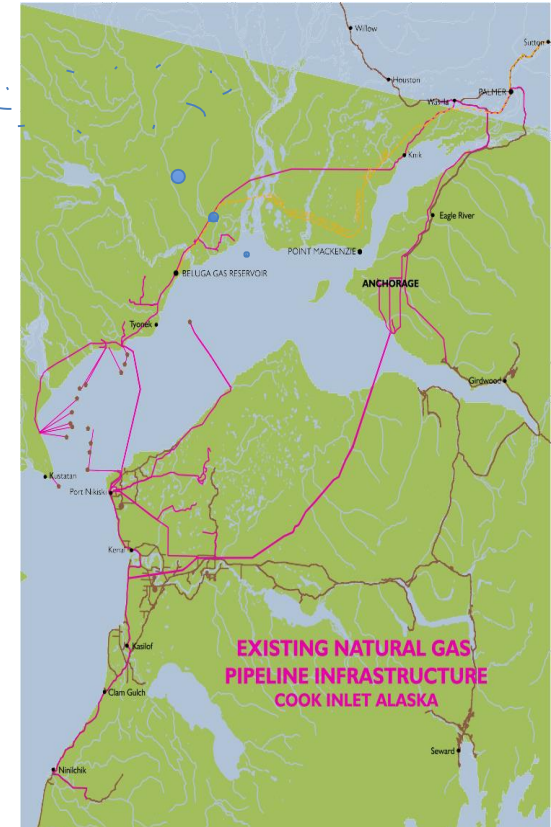 Willow
Sutton
Houston
PALMER
Knik
Eagle River
POINT MACKENZIE
BELUGA GAS RESERVOIR
ANCHORAGE
Tyonek
Girdwood
Kustatan
Port Nikiski
Kenai
EXISTING NATURAL GAS
PIPELINE INFRASTRUCTURE
COOK INLET ALASKA
Kasilof
Clam Gulch
Seward
Ninilchik